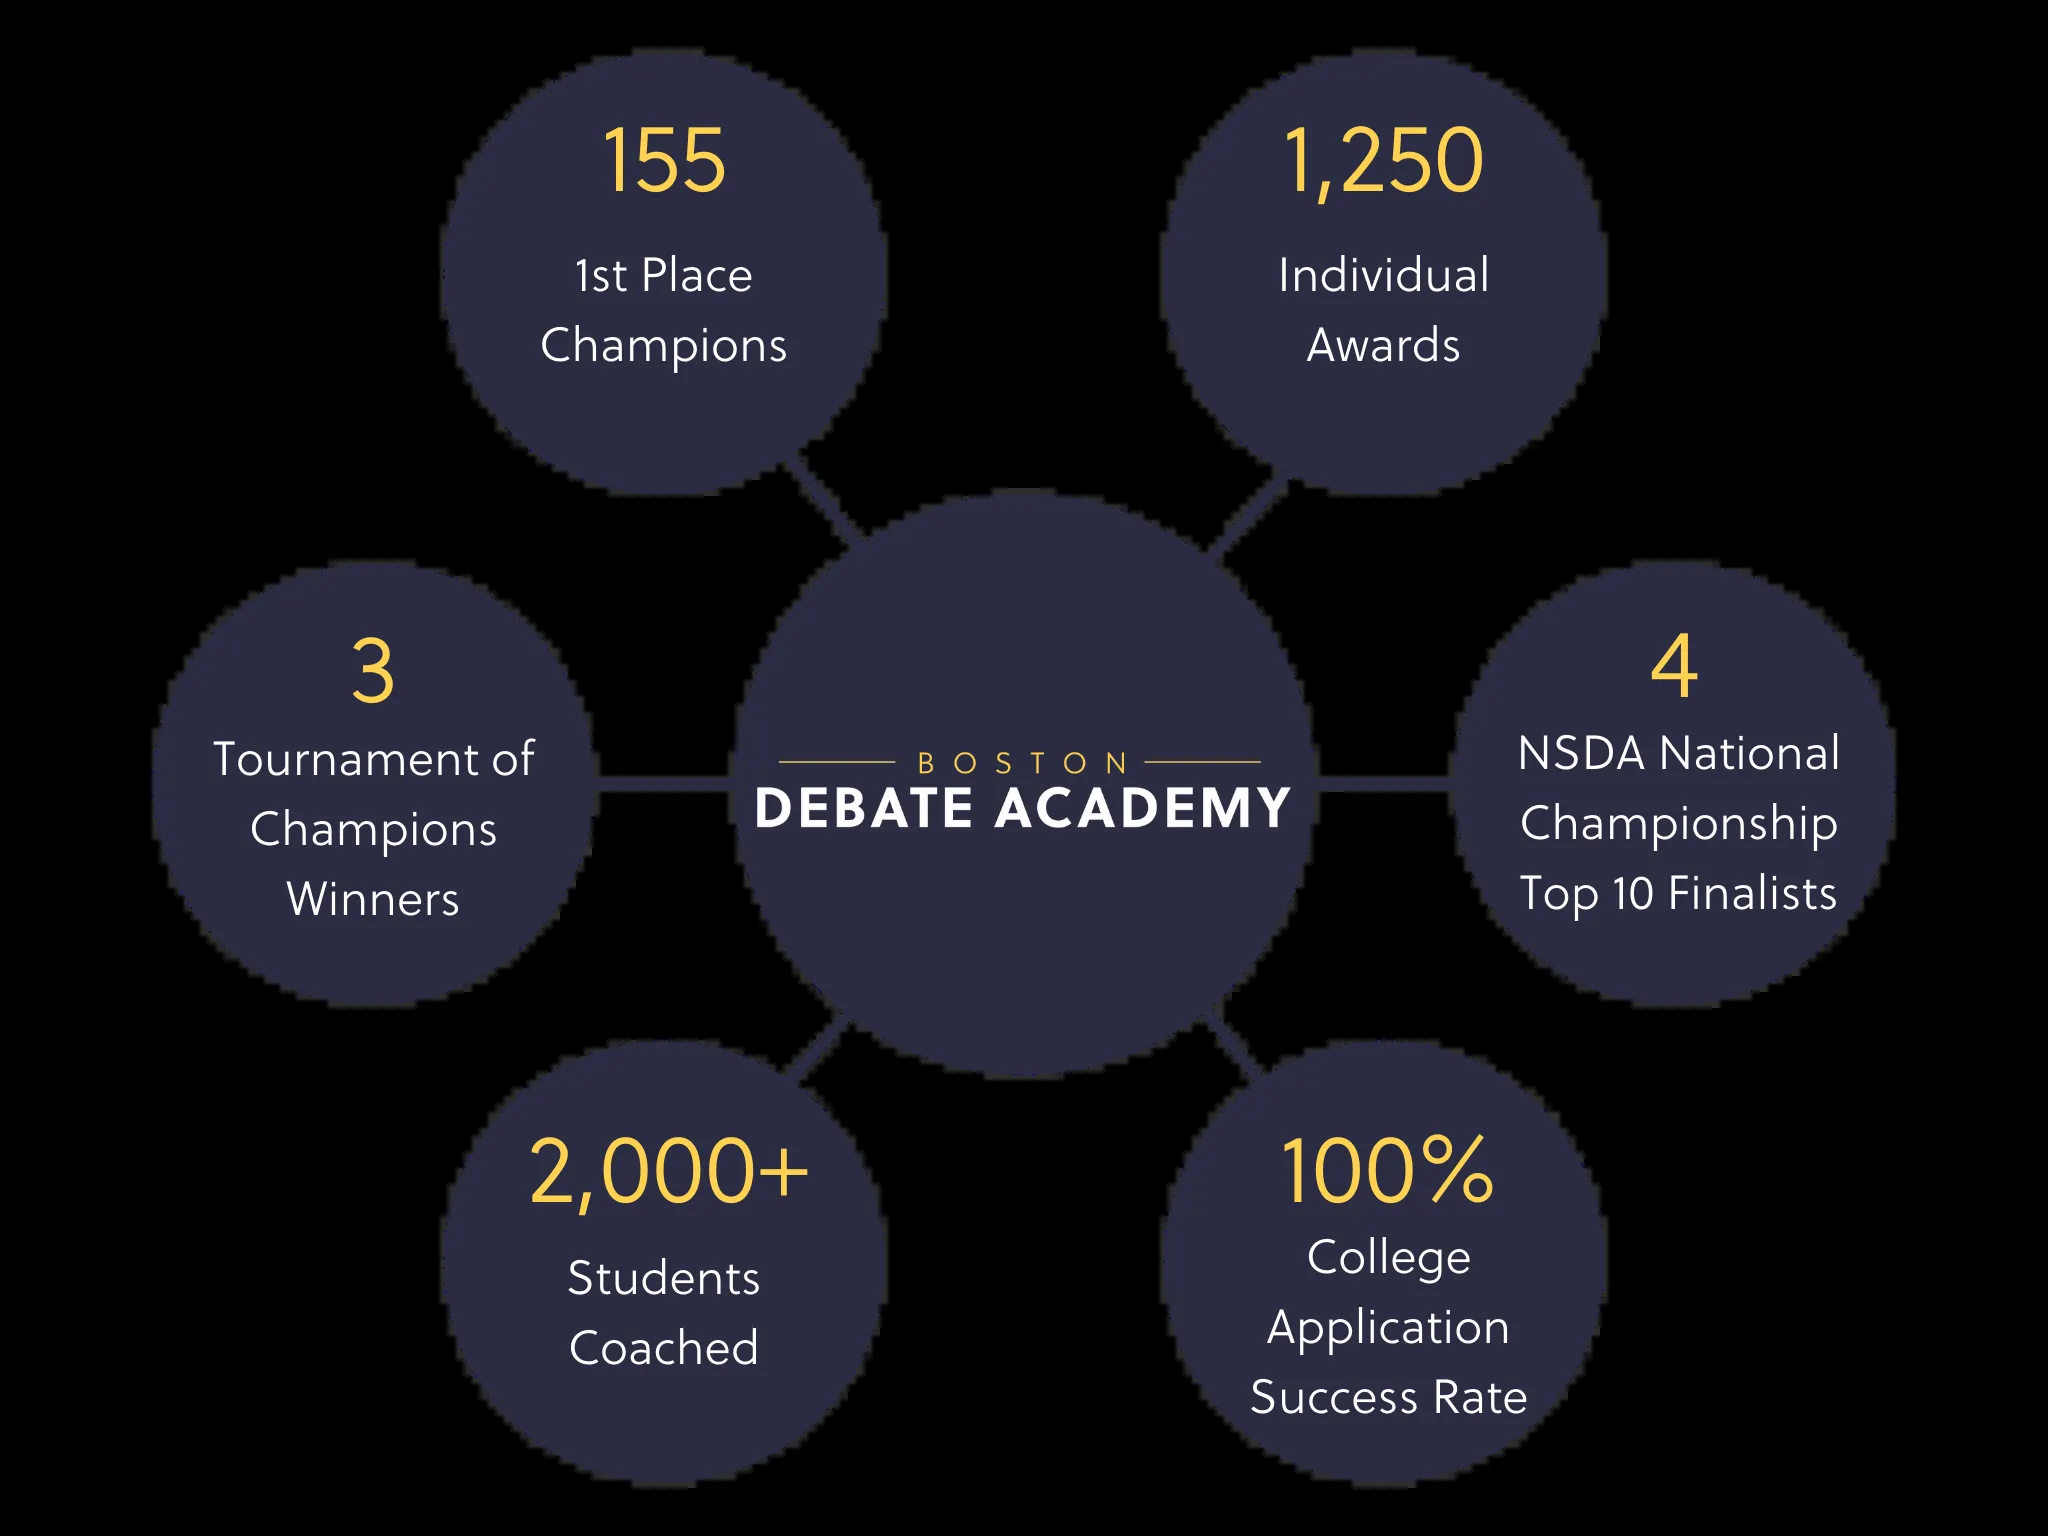 155
1st Place
Champions
1,250
Individual
Awards
3
Tournament of
Champions
Winners
BOSTON
DEBATE ACADEMY
4
NSDA National
Championship
Top 10 Finalists
2,000+
Students
Coached
100%
College
Application
Success Rate